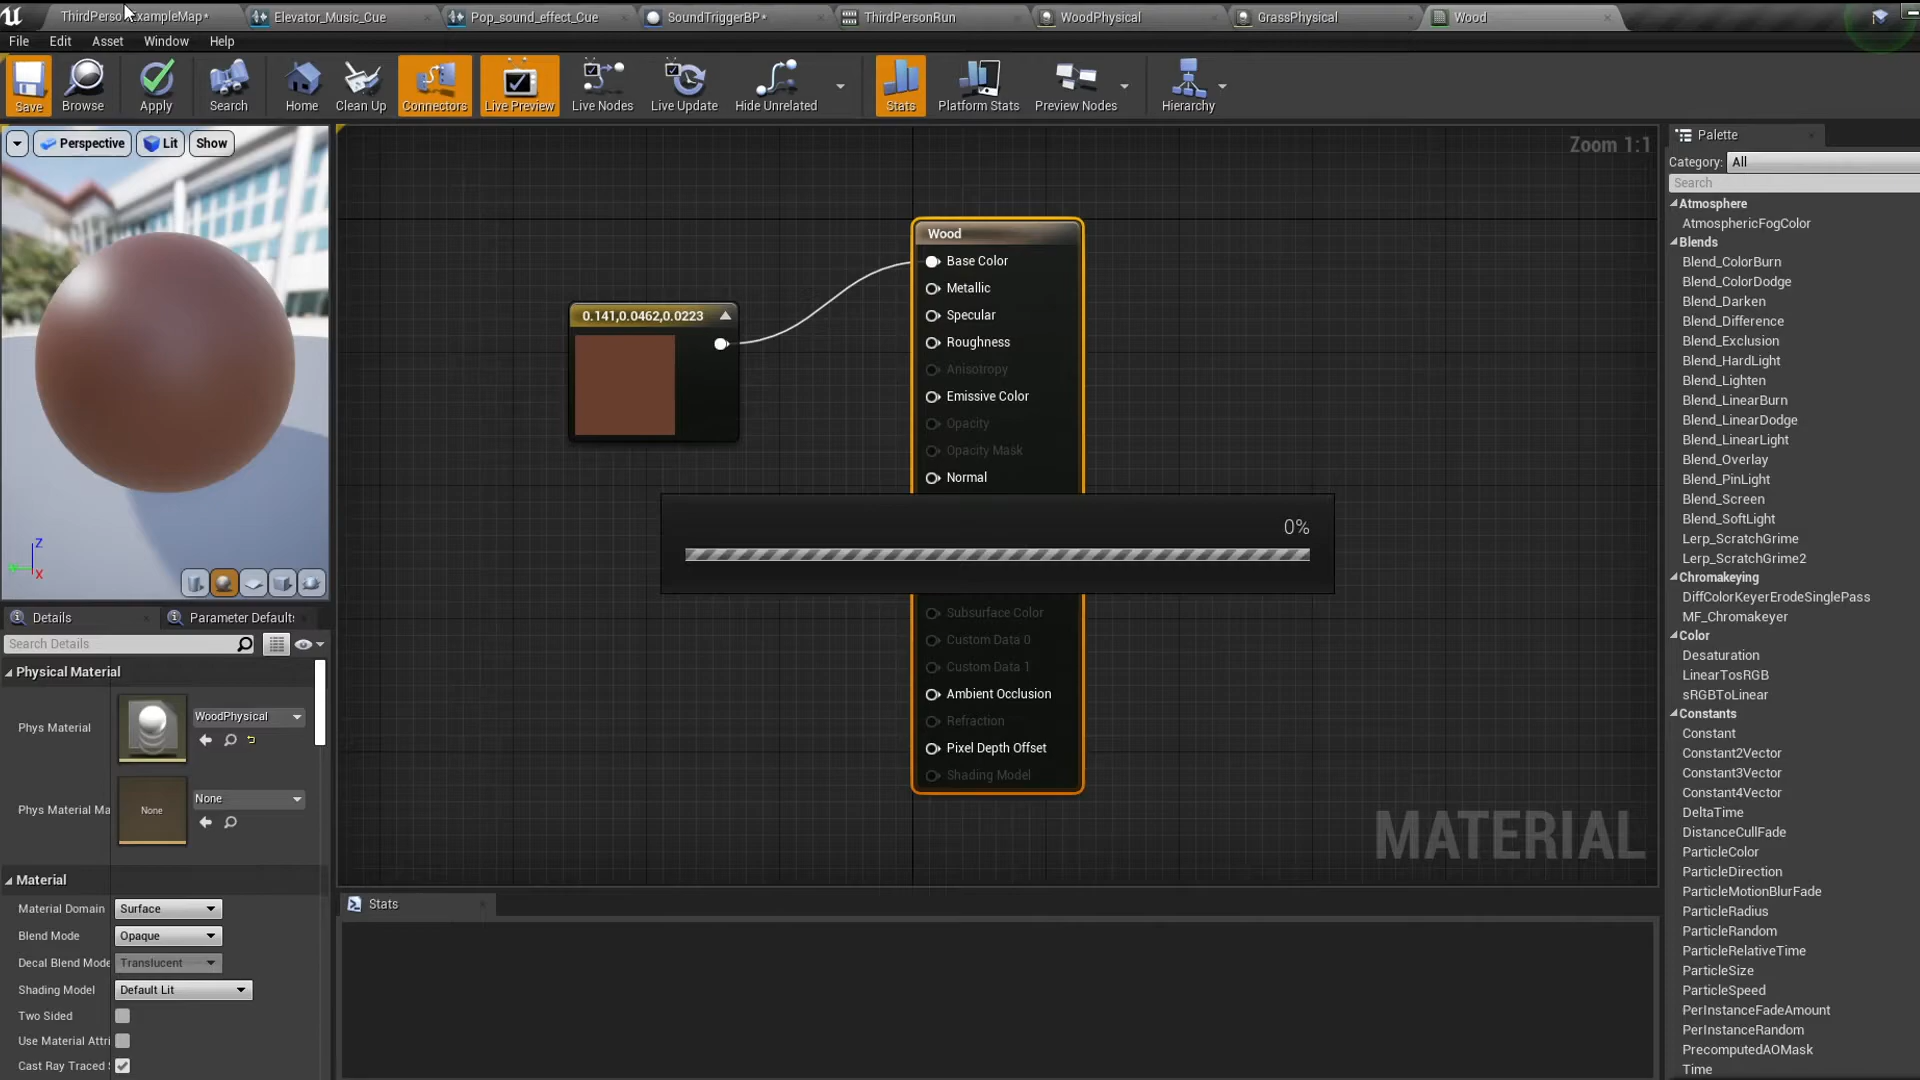 ThirdPerso ExampleMap*
Elevator_Music_Cue
Pop_sound_effect_Cue
SoundTriggerBP*
ThirdPersonRun
WoodPhysical
GrassPhysical
Wood
File Edit Asset Window Help
Save
Browse
Apply
Search
Home
Clean Up
Connectors
Live Preview
Live Nodes
Live Update
Hide Unrelated
Stats
Platform Stats
Preview Nodes
Hierarchy
Perspective
Lit
Show
Zoom 1:1
Palette
Category: All
Search
Atmosphere
AtmosphericFogColor
Blends
Blend_ColorBurn
Blend_ColorDodge
Blend_Darken
Blend_Difference
Blend_Exclusion
Blend_HardLight
Blend_Lighten
Blend_LinearBurn
Blend_LinearDodge
Blend_LinearLight
Blend_Overlay
Blend_PinLight
Blend_Screen
Blend_SoftLight
Lerp_ScratchGrime
Lerp_ScratchGrime2
Chromakeying
DiffColorKeyerErodeSinglePass
MF_Chromakeyer
Color
Desaturation
LinearTosRGB
sRGBToLinear
Constants
Constant
Constant2Vector
Constant3Vector
Constant4Vector
DeltaTime
DistanceCullFade
ParticleColor
ParticleDirection
ParticleMotionBlurFade
ParticleRadius
ParticleRandom
ParticleRelativeTime
ParticleSize
ParticleSpeed
PerInstanceFadeAmount
PerInstanceRandom
PrecomputedAOMask
Time
0.141,0.0462,0.0223
Wood
Base Color
Metallic
Specular
Roughness
Anisotropy
Emissive Color
Opacity
Opacity Mask
Normal
0%
Subsurface Color
Custom Data 0
Custom Data 1
Ambient Occlusion
Refraction
Pixel Depth Offset
Shading Model
MATERIAL
Z
X
Details
Parameter Default
Search Details
Physical Material
Phys Material
WoodPhysical
Phys Material Ma
None
None
Material
Material Domain Surface
Blend Mode Opaque
Decal Blend Mode Translucent
Shading Model Default Lit
Two Sided
Use Material Attri
Cast Ray Traced
Stats